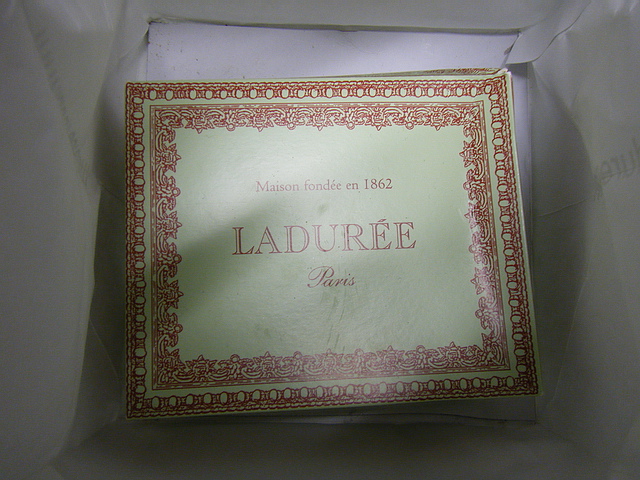 Maison fondée en 1862
LADURÉE
Paris